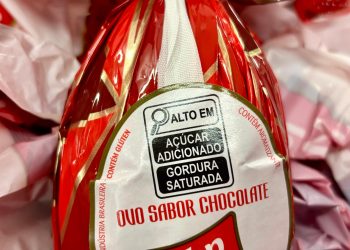 ALTO EM
AÇÚCAR
ADICIONADO
GORDURA
SATURADA
INDÚSTRIA BRASILEIRA
CONTÉM GLÚTEN
OVO SABOR CHOCOLATE